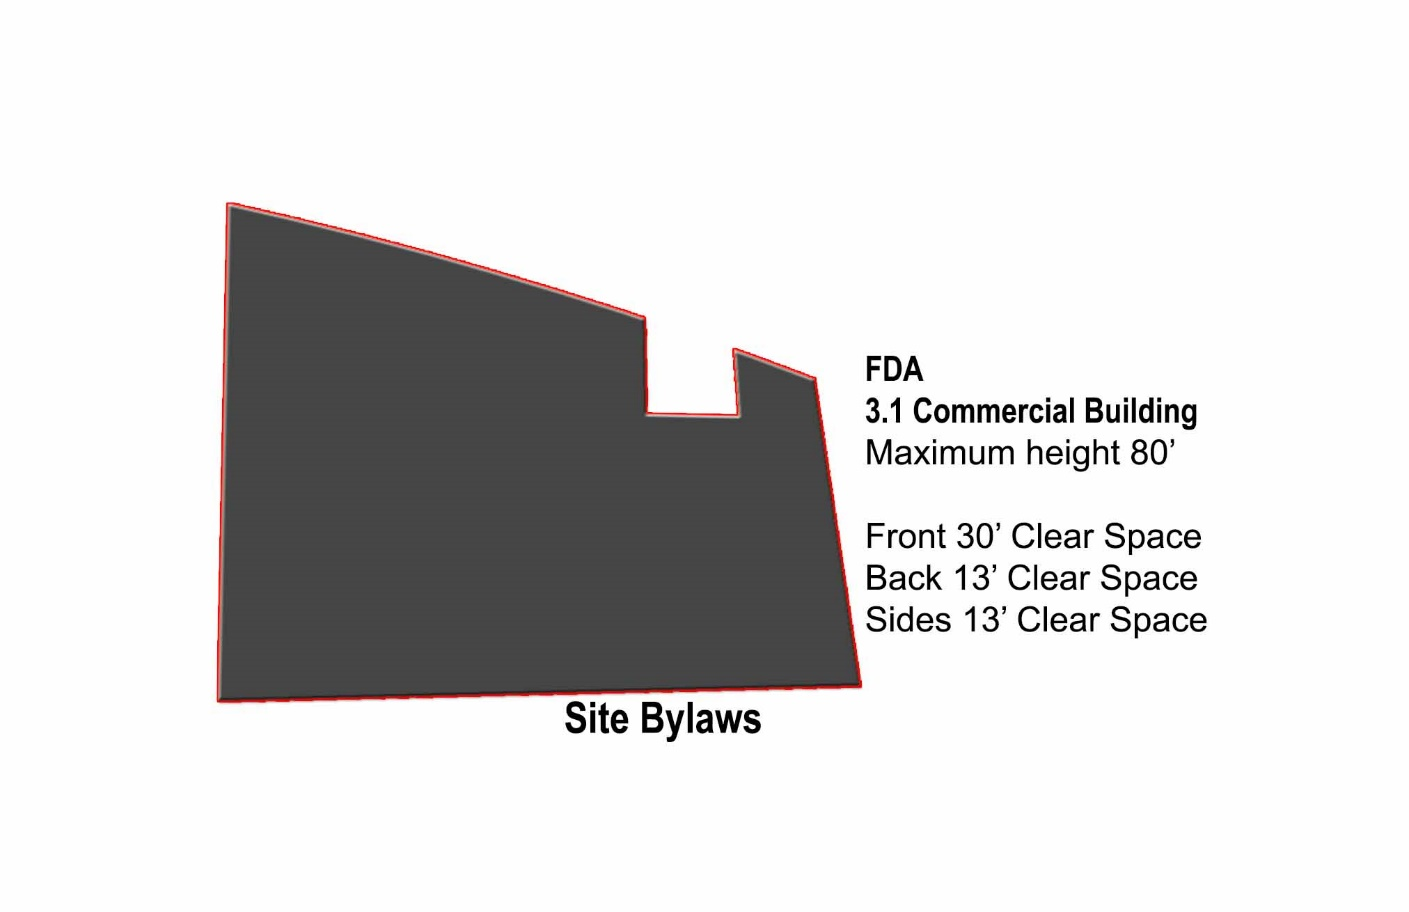 FDA
3.1 Commercial Building
Maximum height 80’
Front 30’ Clear Space
Back 13’ Clear Space
Sides 13’ Clear Space
Site Bylaws